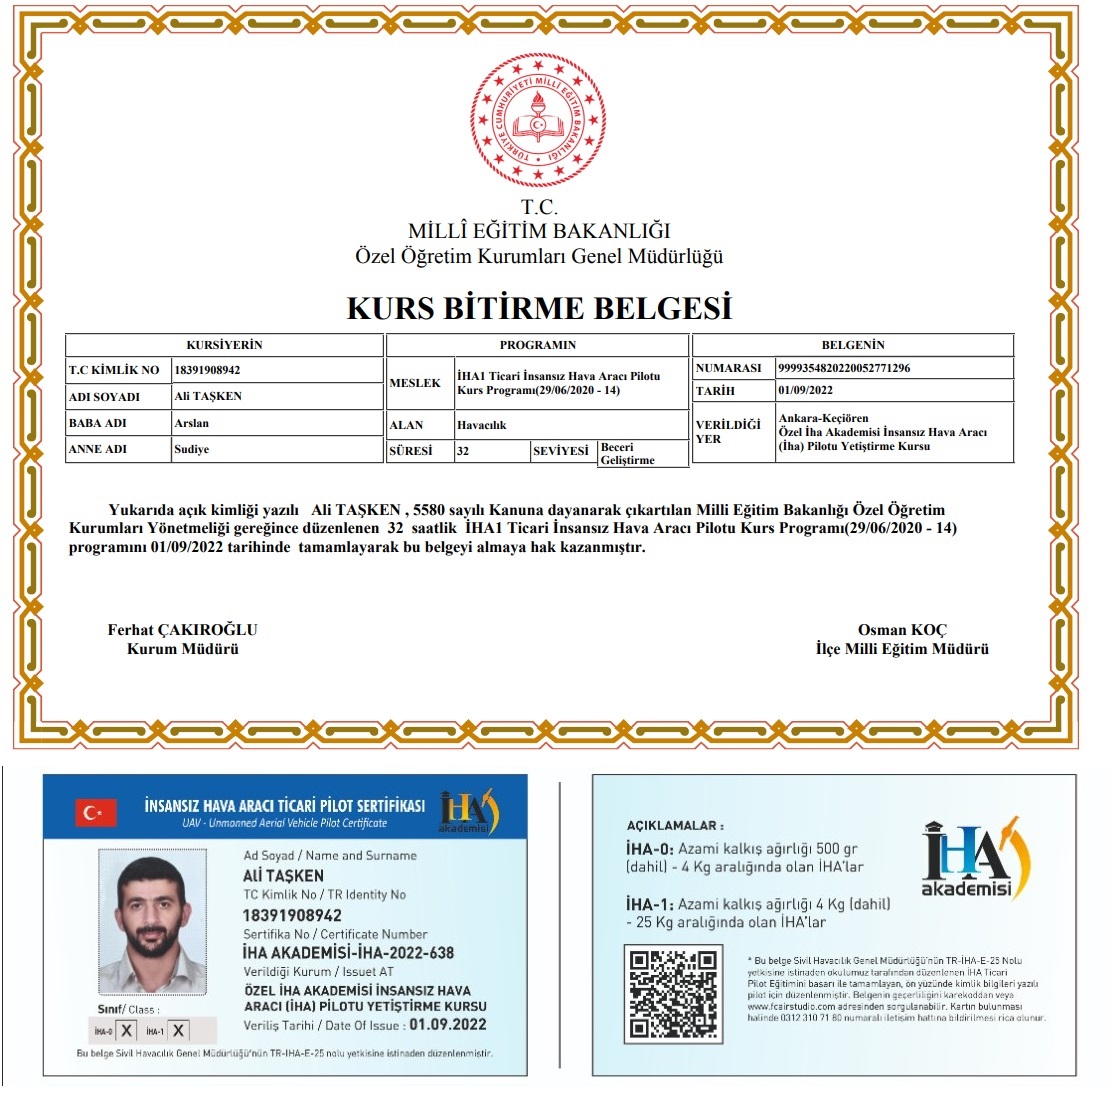 TÜRKİYE CUMHURİYETİ MİLLÎ EĞİTİM BAKANLIĞI
T.C.
MİLLÎ EĞİTİM BAKANLIĞI
Özel Öğretim Kurumları Genel Müdürlüğü
KURS BİTİRME BELGESİ
KURSİYERİN
T.C KİMLİK NO 18391908942
ADI SOYADI Ali TAŞKEN
BABA ADI Arslan
ANNE ADI Sudiye
PROGRAMIN
MESLEK İHA1 Ticari İnsansız Hava Aracı Pilotu
Kurs Programı(29/06/2020 - 14)
ALAN Havacılık
SÜRESİ 32 SEVİYESİ Beceri
Geliştirme
BELGENİN
NUMARASI 9999354820220052771296
TARİH 01/09/2022
VERİLDİĞİ YER Ankara-Keçiören
Özel İha Akademisi İnsansız Hava Aracı
(İha) Pilotu Yetiştirme Kursu
Yukarıda açık kimliği yazılı Ali TAŞKEN , 5580 sayılı Kanuna dayanarak çıkartılan Milli Eğitim Bakanlığı Özel Öğretim
Kurumları Yönetmeliği gereğince düzenlenen 32 saatlik İHA1 Ticari İnsansız Hava Aracı Pilotu Kurs Programı(29/06/2020 - 14)
programını 01/09/2022 tarihinde tamamlayarak bu belgeyi almaya hak kazanmıştır.
Ferhat ÇAKIROĞLU
Kurum Müdürü
Osman KOÇ
İlçe Milli Eğitim Müdürü
İNSANSIZ HAVA ARACI TİCARİ PİLOT SERTİFİKASI
UAV - Unmonned Aerial Vehicle Pilot Certificate
İHA
akademisi
Ad Soyad / Name and Surname
ALİ TAŞKEN
TC Kimlik No / TR Identity No
18391908942
Sertifika No / Certificate Number
İHA AKADEMİSİ-İHA-2022-638
Verildiği Kurum / Issuet AT
ÖZEL İHA AKADEMİSİ İNSANSIZ HAVA
ARACI (İHA) PİLOTU YETİŞTİRME KURSU
Veriliş Tarihi / Date Of Issue : 01.09.2022
Sınıf/ Class :
İHA-0 X İHA-1 X
Bu belge Sivil Havacılık Genel Müdürlüğü'nün TR-IHA-E-25 nolu yetkisine istinaden düzenlenmiştir.
AÇIKLAMALAR :
İHA-0: Azami kalkış ağırlığı 500 gr
(dahil) - 4 Kg aralığında olan İHA'lar
İHA-1: Azami kalkış ağırlığı 4 Kg (dahil)
- 25 Kg aralığında olan İHA'lar
İHA
akademisi
* Bu belge Sivil Havacılık Genel Müdürlüğü'nün TR-IHA-E-25 Nolu
yetkisine istinaden okulumuz tarafından düzenlenen İHA Ticari
Pilot Eğitimini basarı ile tamamlayan, ön yüzünde kimlik bilgileri yazılı
pilot için düzenlenmiştir. Belgenin geçerliligini karekoddan veya
www.fcairstudio.com adresinden sorgulanabilir. Kartın bulunması
halinde 0312 310 71 80 numaralı iletişim hattına bildirilmesi rica olunur.